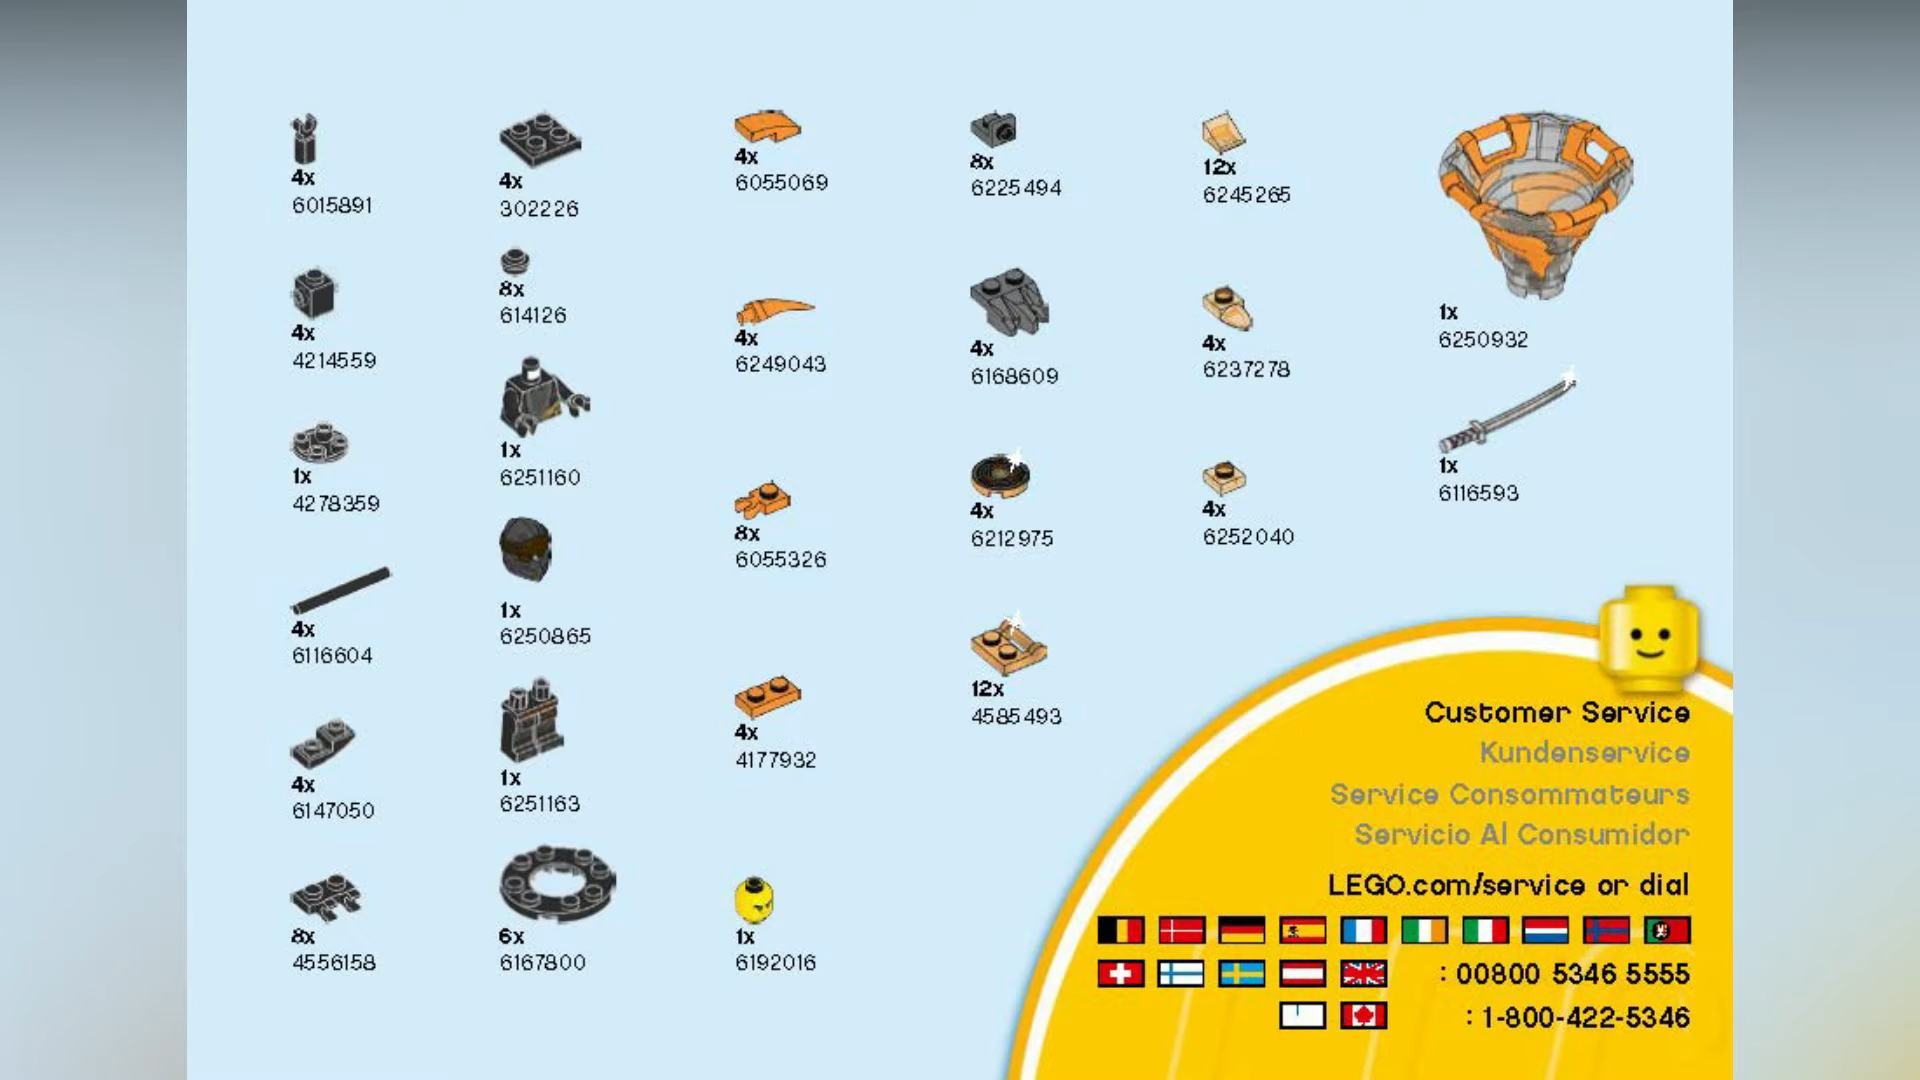 4x
6015891
4x
4214559
1x
4278359
4x
6116604
4x
6147050
8x
4556158
4x
302226
8x
614126
1x
6251160
1x
6250865
1x
6251163
6x
6167800
4x
6055069
4x
6249043
8x
6055326
4x
4177932
1x
6192016
8x
6225494
4x
6168609
4x
6212975
12x
4585493
12x
6245265
4x
6237278
4x
6252040
1x
6250932
1x
6116593
Customer Service
Kundenservice
Service Consommateurs
Servicio Al Consumidor
LEGO.com/service or dial
: 00800 5346 5555
: 1-800-422-5346